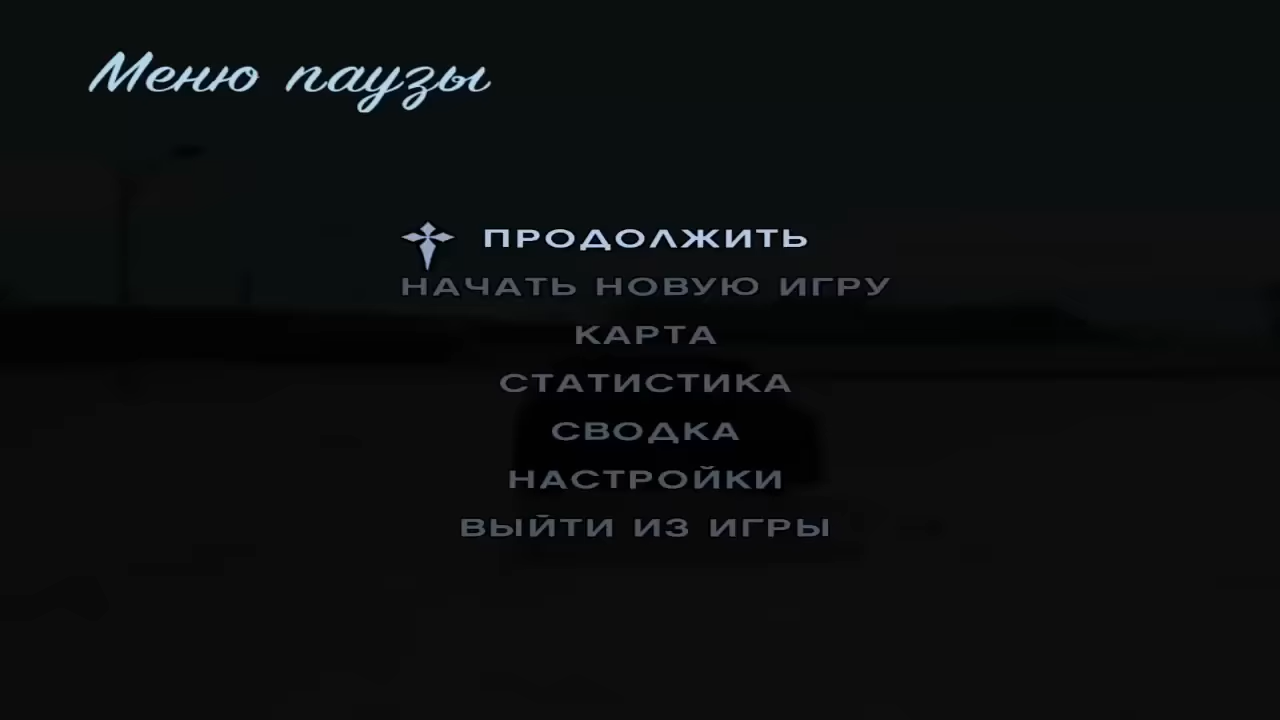 Меню паузы
ПРОДОЛЖИТЬ
НАЧАТЬ НОВУЮ ИГРУ
КАРТА
СТАТИСТИКА
СВОДКА
НАСТРОЙКИ
ВЫЙТИ ИЗ ИГРЫ